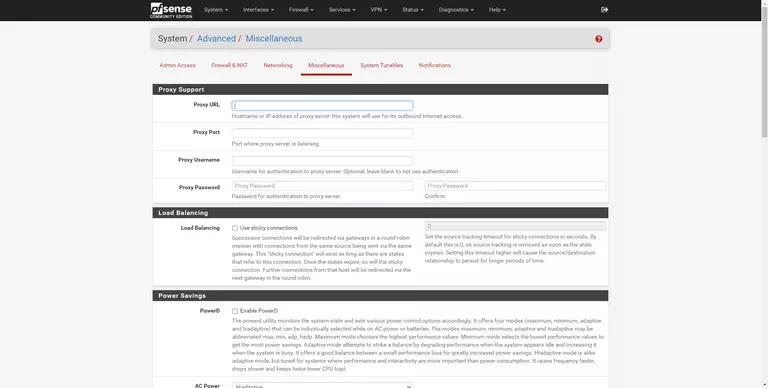 pfsense
COMMUNITY EDITION
System Interfaces Firewall Services VPN Status Diagnostics Help
System / Advanced / Miscellaneous
Admin Access Firewall & NAT Networking Miscellaneous System Tunables Notifications
Proxy Support
Proxy URL
Hostname or IP address of proxy server this system will use for its outbound Internet access.
Proxy Port
Port where proxy server is listening.
Proxy Username
Username for authentication to proxy server. Optional, leave blank to not use authentication.
Proxy Password Proxy Password Proxy Password
Password for authentication to proxy server. Confirm
Load Balancing
Load Balancing Use sticky connections 0
Successive connections will be redirected via gateways in a round-robin
manner with connections from the same source being sent via the same
gateway. This "sticky connection" will exist as long as there are states
that refer to this connection. Once the states expire, so will the sticky
connection. Further connections from that host will be redirected via the
next gateway in the round robin.
Set the source tracking timeout for sticky connections in seconds. By
default this is 0, so source tracking is removed as soon as the state
expires. Setting this timeout higher will cause the source/destination
relationship to persist for longer periods of time.
Power Savings
PowerD Enable PowerD
The powerd utility monitors the system state and sets various power control options accordingly. It offers four modes (maximum, minimum, adaptive
and hiadaptive) that can be individually selected while on AC power or batteries. The modes maximum, minimum, adaptive and hiadaptive may be
abbreviated max, min, adp, hadp. Maximum mode chooses the highest performance values. Minimum mode selects the lowest performance values to
get the most power savings. Adaptive mode attempts to strike a balance by degrading performance when the system appears idle and increasing it
when the system is busy. It offers a good balance between a small performance loss for greatly increased power savings. Hiadaptive mode is alike
adaptive mode, but tuned for systems where performance and interactivity are more important than power consumption. It raises frequency faster,
drops slower and keeps twice lower CPU load.
AC Power Hiadaptive